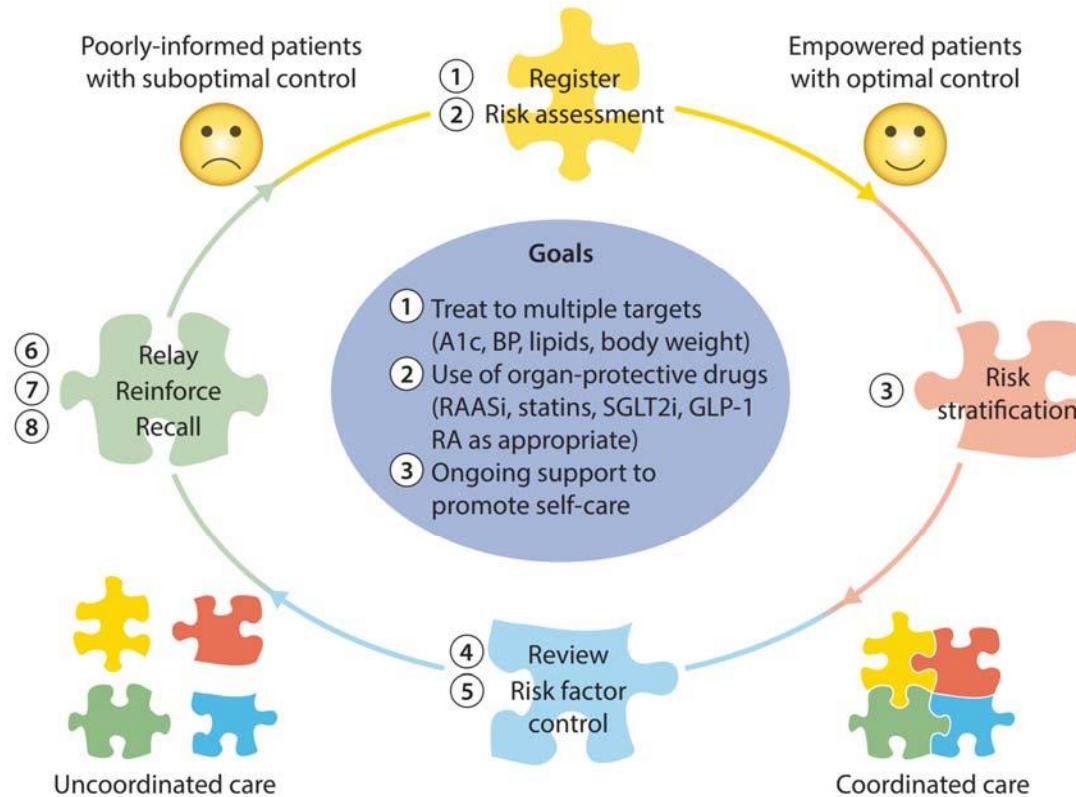 Poorly-informed patients
with suboptimal control
Empowered patients
with optimal control
1 Register
2 Risk assessment
Goals
1 Treat to multiple targets
(A1c, BP, lipids, body weight)
2 Use of organ-protective drugs
(RAASi, statins, SGLT2i, GLP-1
RA as appropriate)
3 Ongoing support to
promote self-care
6 Relay
7 Reinforce
8 Recall
3 Risk
stratification
4 Review
5 Risk factor
control
Uncoordinated care
Coordinated care